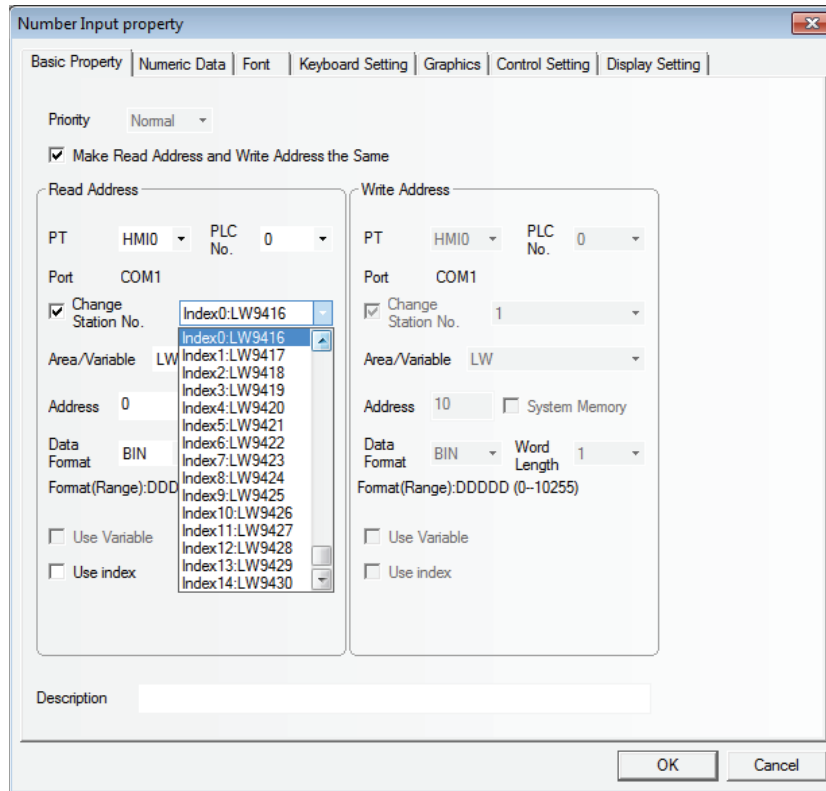 Number Input property
Basic Property Numeric Data Font Keyboard Setting Graphics Control Setting Display Setting
Priority Normal
Make Read Address and Write Address the Same
Read Address
PT HMI0 PLC No. 0
Port COM1
Change Station No. Index0:LW9416
Index0:LW9416
Index1:LW9417
Index2:LW9418
Index3:LW9419
Index4:LW9420
Index5:LW9421
Index6:LW9422
Index7:LW9423
Index8:LW9424
Index9:LW9425
Index10:LW9426
Index11:LW9427
Index12:LW9428
Index13:LW9429
Index14:LW9430
Area/Variable LW
Address 0
Data Format BIN
Format(Range):DDD
Use Variable
Use index
Write Address
PT HMI0 PLC No. 0
Port COM1
Change Station No. 1
Area/Variable LW
Address 10 System Memory
Data Format BIN Word Length 1
Format(Range):DDDDD (0--10255)
Use Variable
Use index
Description
OK Cancel